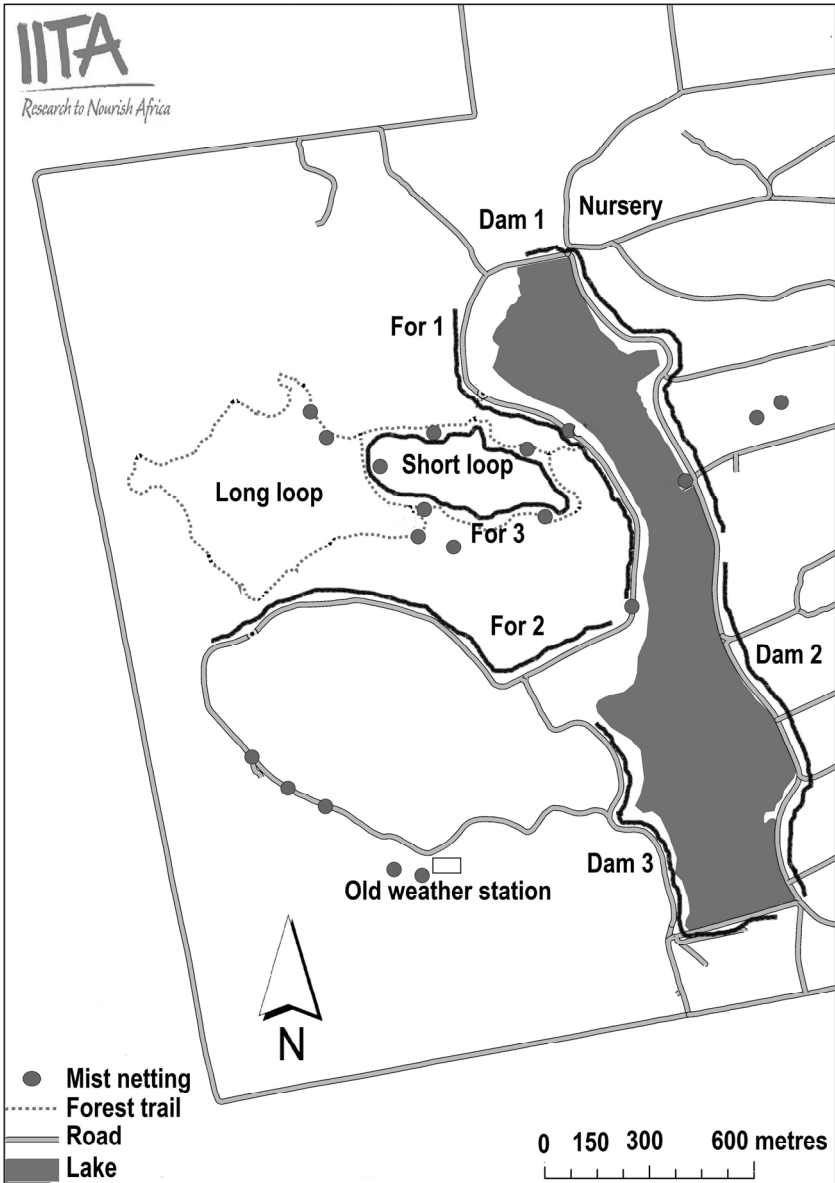 IITA
Research to Nourish Africa
Nursery
Dam 1
For 1
Short loop
Long loop
For 3
For 2
Dam 2
Dam 3
Old weather station
N
Mist netting
Forest trail
Road
Lake
0 150 300 600 metres